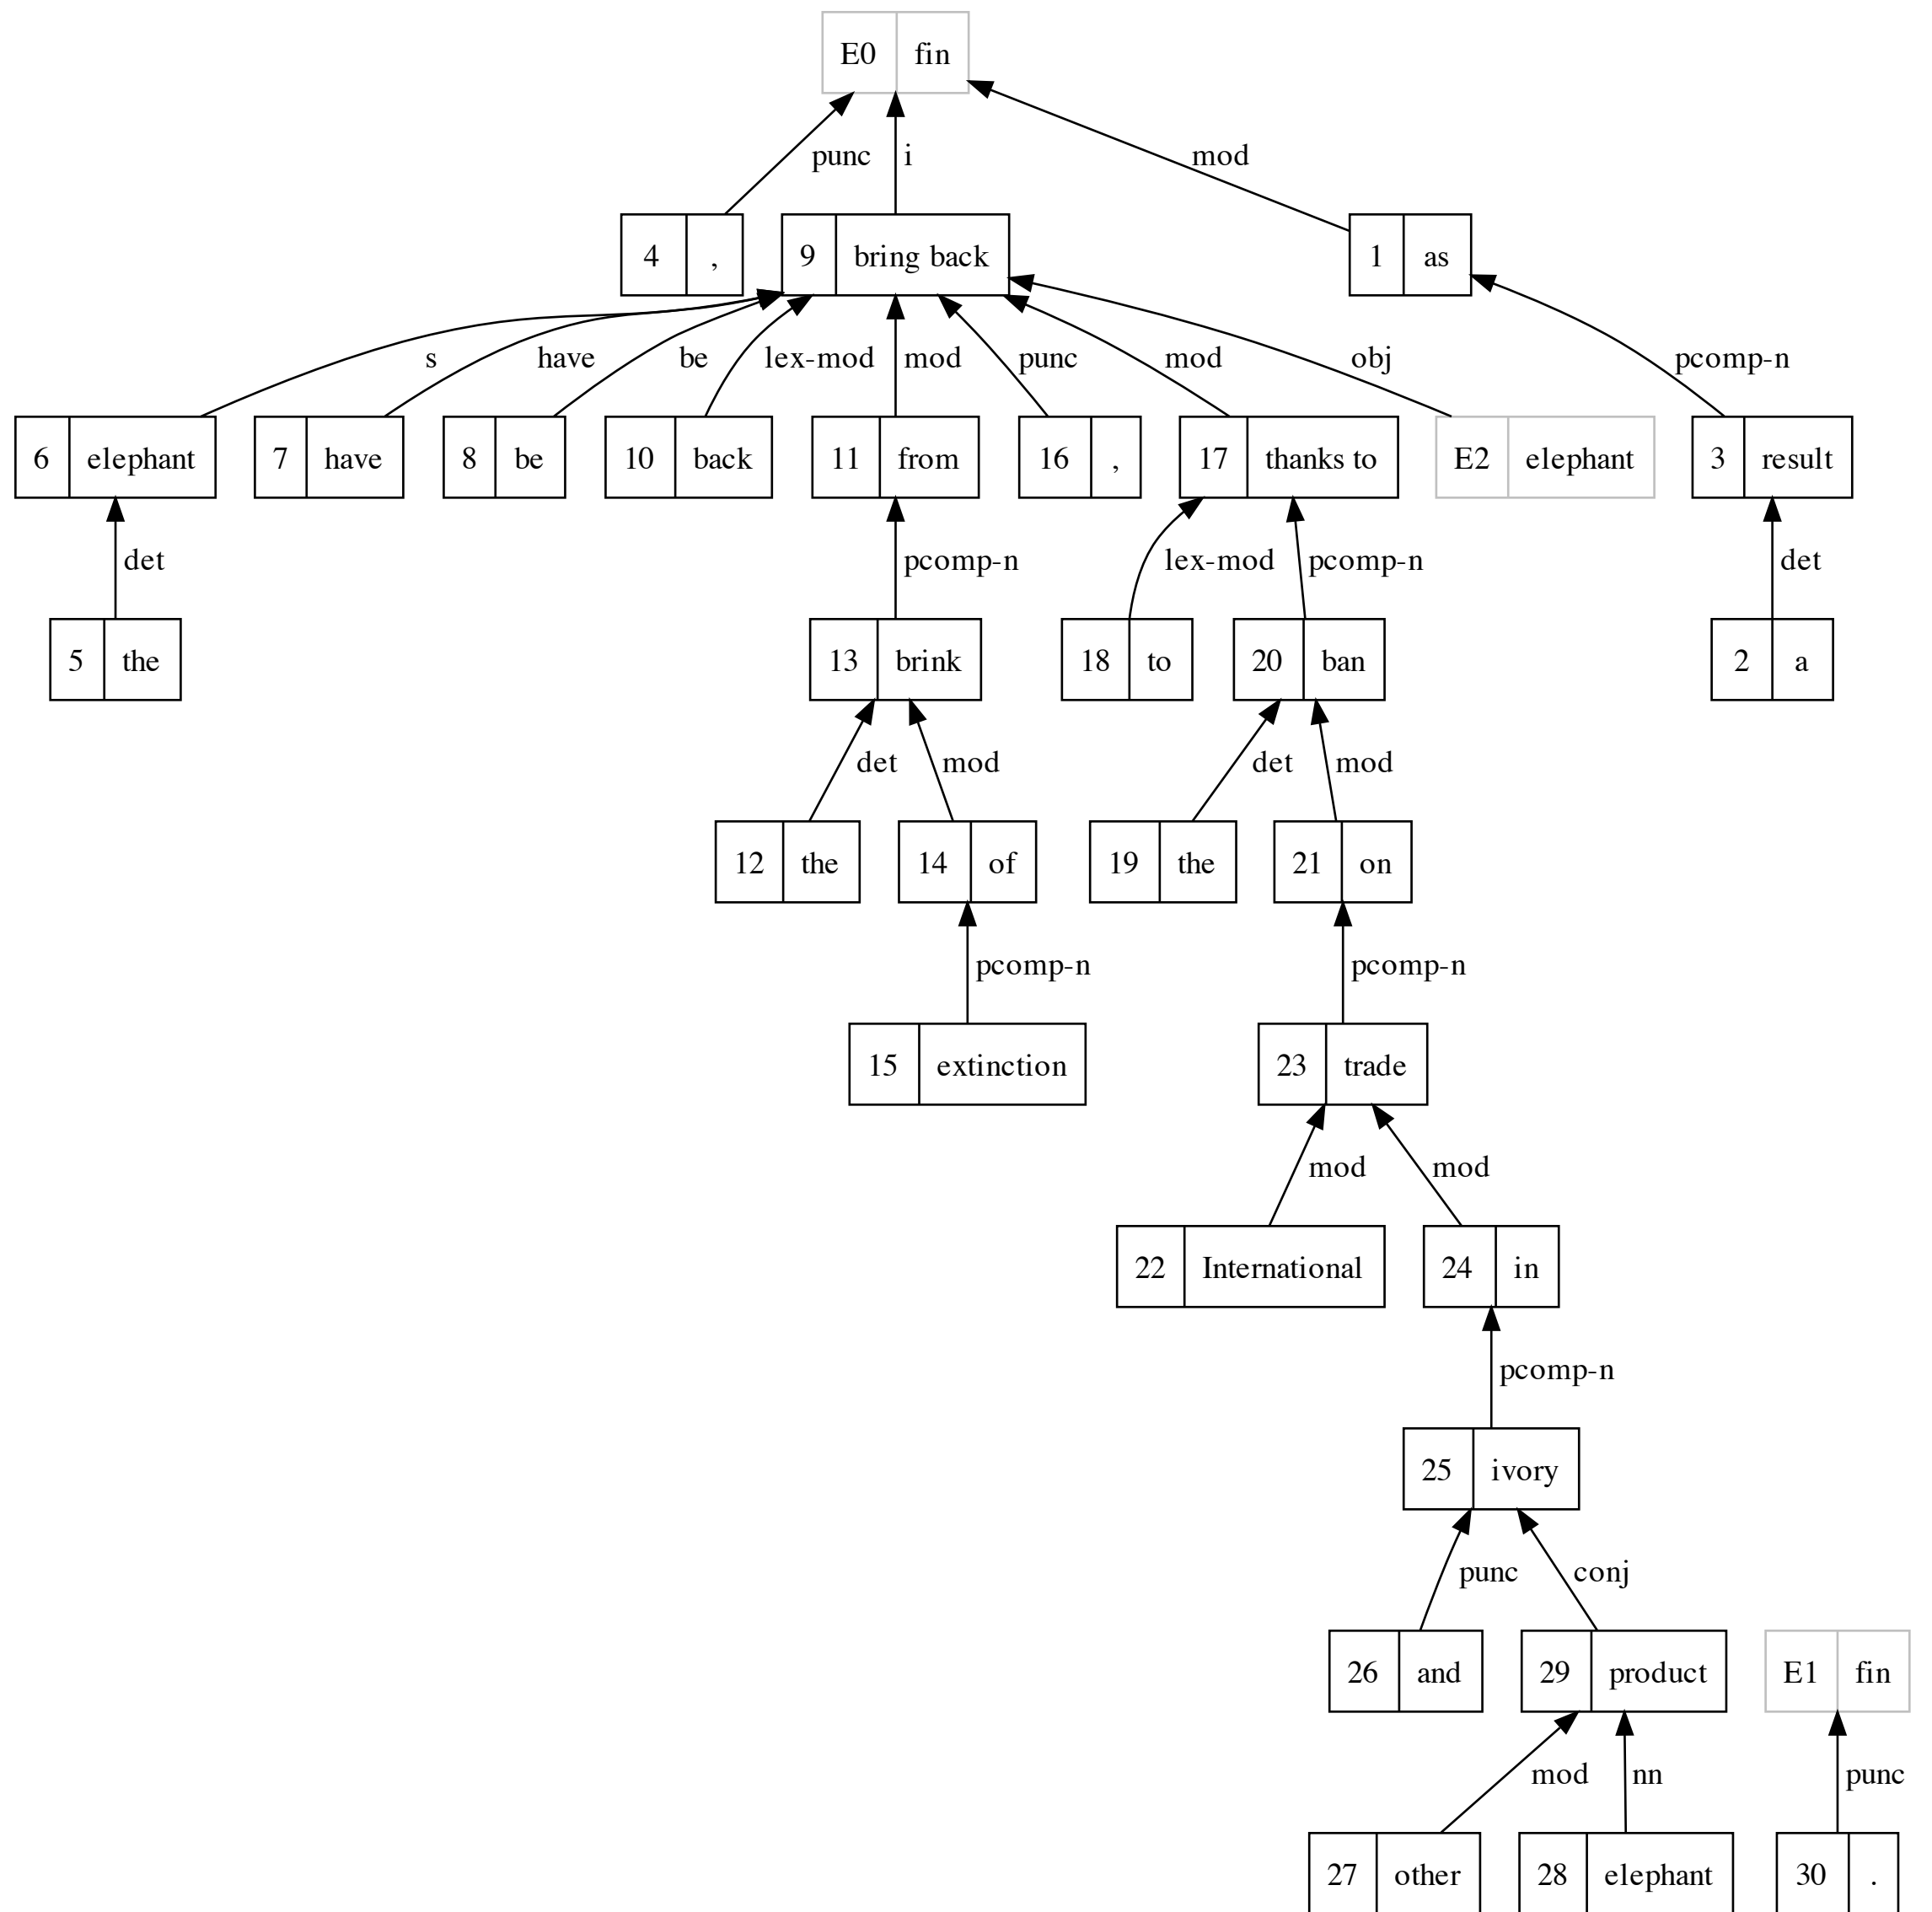 E0 fin
punc i mod
4 , 9 bring back 1 as
s have be lex-mod mod punc mod obj pcomp-n
6 elephant 7 have 8 be 10 back 11 from 16 , 17 thanks to E2 elephant 3 result
det pcomp-n lex-mod pcomp-n det
5 the 13 brink 18 to 20 ban 2 a
det mod det mod
12 the 14 of 19 the 21 on
pcomp-n pcomp-n
15 extinction 23 trade
mod mod
22 International 24 in
pcomp-n
25 ivory
punc conj
26 and 29 product E1 fin
mod nn punc
27 other 28 elephant 30 .